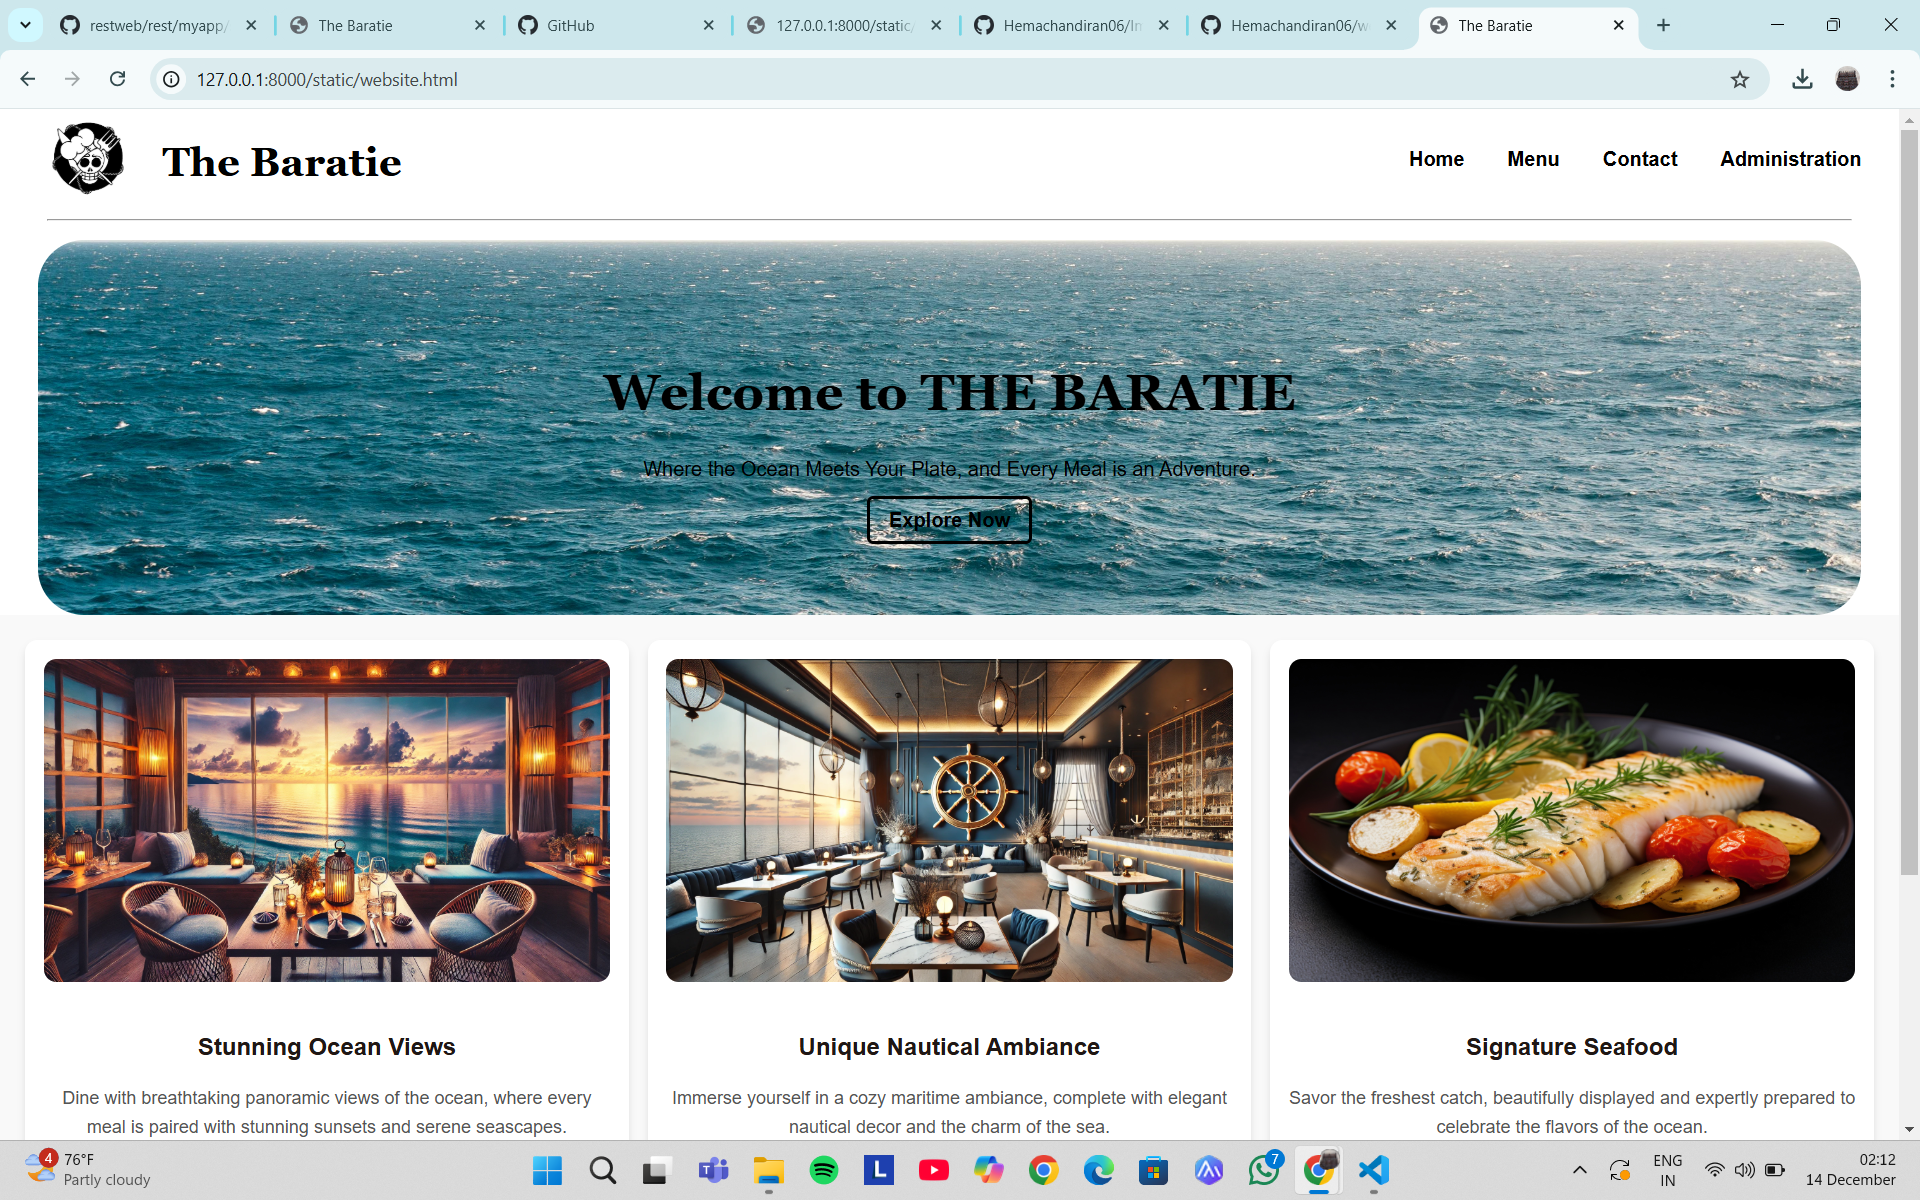 restweb/rest/myapp/
The Baratie
GitHub
127.0.0.1:8000/static/
Hemachandiran06/In
Hemachandiran06/w
The Baratie
127.0.0.1:8000/static/website.html
The Baratie
Home
Menu
Contact
Administration
Welcome to THE BARATIE
Where the Ocean Meets Your Plate, and Every Meal is an Adventure.
Explore Now
Stunning Ocean Views
Dine with breathtaking panoramic views of the ocean, where every
meal is paired with stunning sunsets and serene seascapes.
Unique Nautical Ambiance
Immerse yourself in a cozy maritime ambiance, complete with elegant
nautical decor and the charm of the sea.
Signature Seafood
Savor the freshest catch, beautifully displayed and expertly prepared to
celebrate the flavors of the ocean.
4
76°F
Partly cloudy
L
7
ENG
IN
02:12
14 December